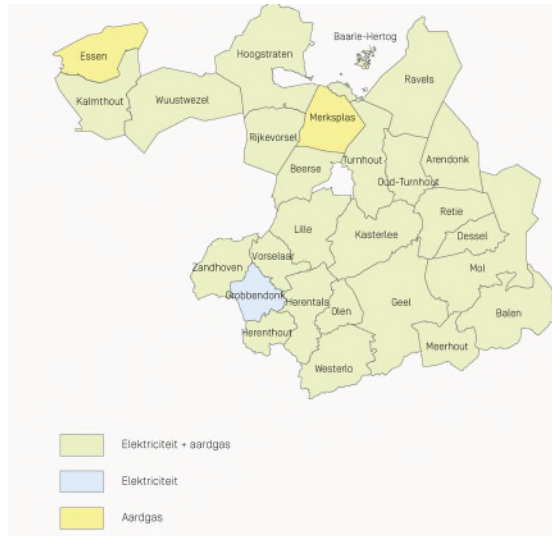 Hoogstraten
Baarle-Hertog
Essen
Ravels
Kalmthout
Wuustwezel
Merksplas
Rijkevorsel
Turnhout
Arendonk
Beerse
Oud-Turnhout
Retie
Lille
Kasterlee
Dessel
Vorselaar
Zandhoven
Mol
Grobbendonk
Herentals
Geel
Olen
Balen
Herenthout
Meerhout
Westerlo
Elektriciteit + aardgas
Elektriciteit
Aardgas